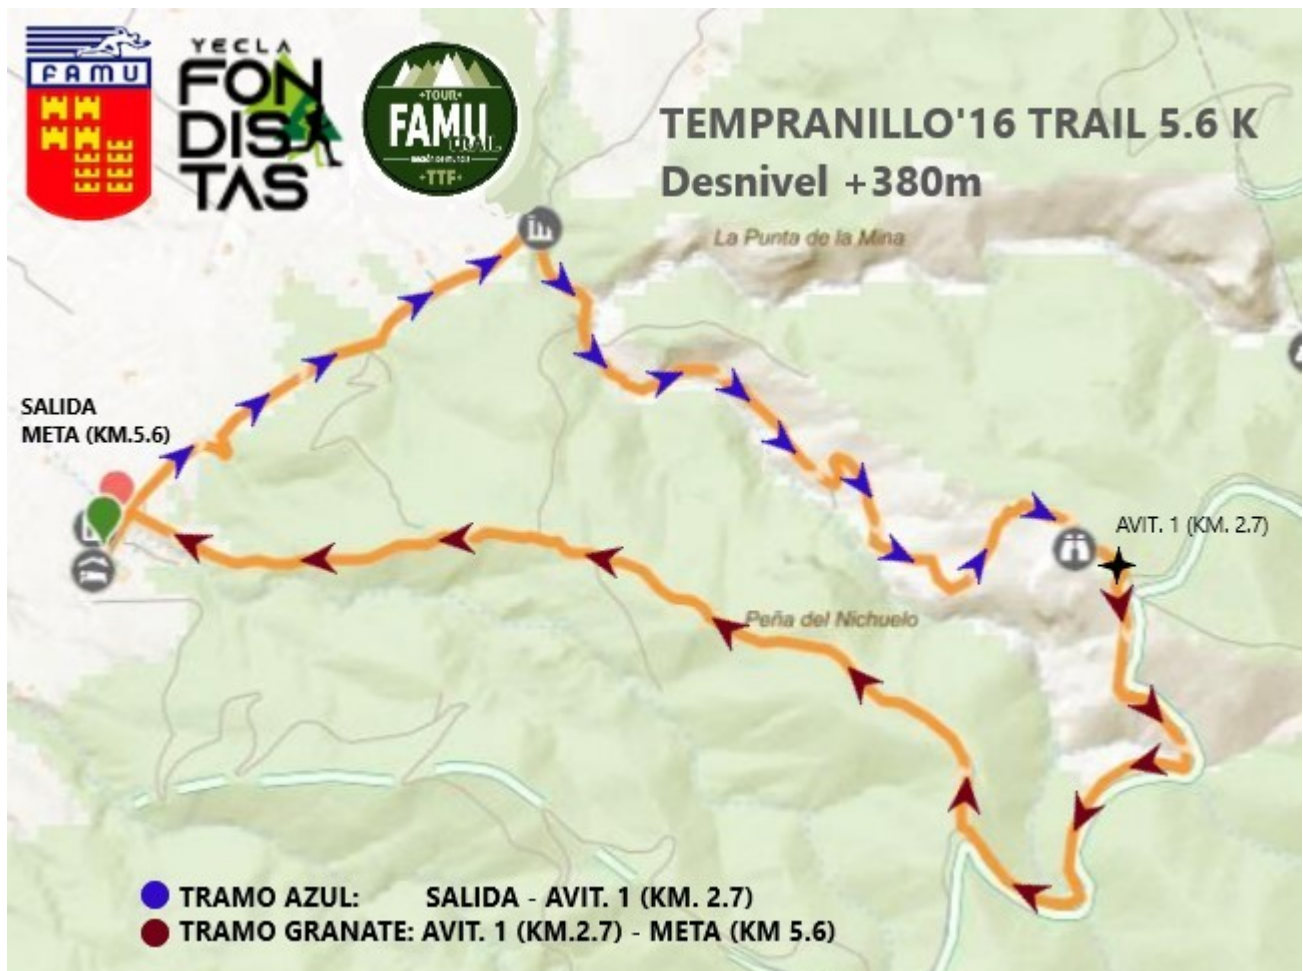 FAMU
YECLA
FON
DIS
TAS
•TOUR•
FAMU
TRAIL
•TTF•
TEMPRANILLO'16 TRAIL 5.6 K
Desnivel +380m
La Punta de la Mina
SALIDA
META (KM.5.6)
AVIT. 1 (KM. 2.7)
Peña del Nichuelo
TRAMO AZUL: SALIDA - AVIT. 1 (KM. 2.7)
TRAMO GRANATE: AVIT. 1 (KM.2.7) - META (KM 5.6)